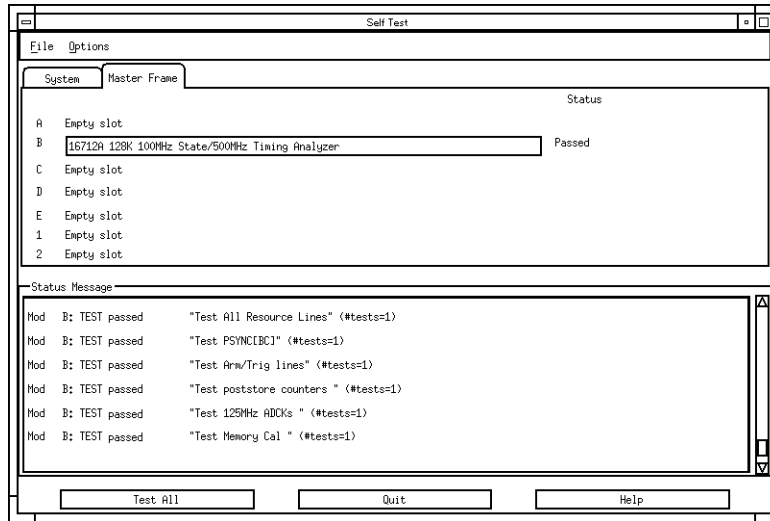 Self Test
File Options
System Master Frame
Status
A Empty slot
B 16712A 128K 100MHz State/500MHz Timing Analyzer Passed
C Empty slot
D Empty slot
E Empty slot
1 Empty slot
2 Empty slot
Status Message
Mod B: TEST passed "Test All Resource Lines" (#tests=1)
Mod B: TEST passed "Test PSYNC[BC]" (#tests=1)
Mod B: TEST passed "Test Arm/Trig lines" (#tests=1)
Mod B: TEST passed "Test poststore counters " (#tests=1)
Mod B: TEST passed "Test 125MHz ADCKs " (#tests=1)
Mod B: TEST passed "Test Memory Cal " (#tests=1)
Test All Quit Help